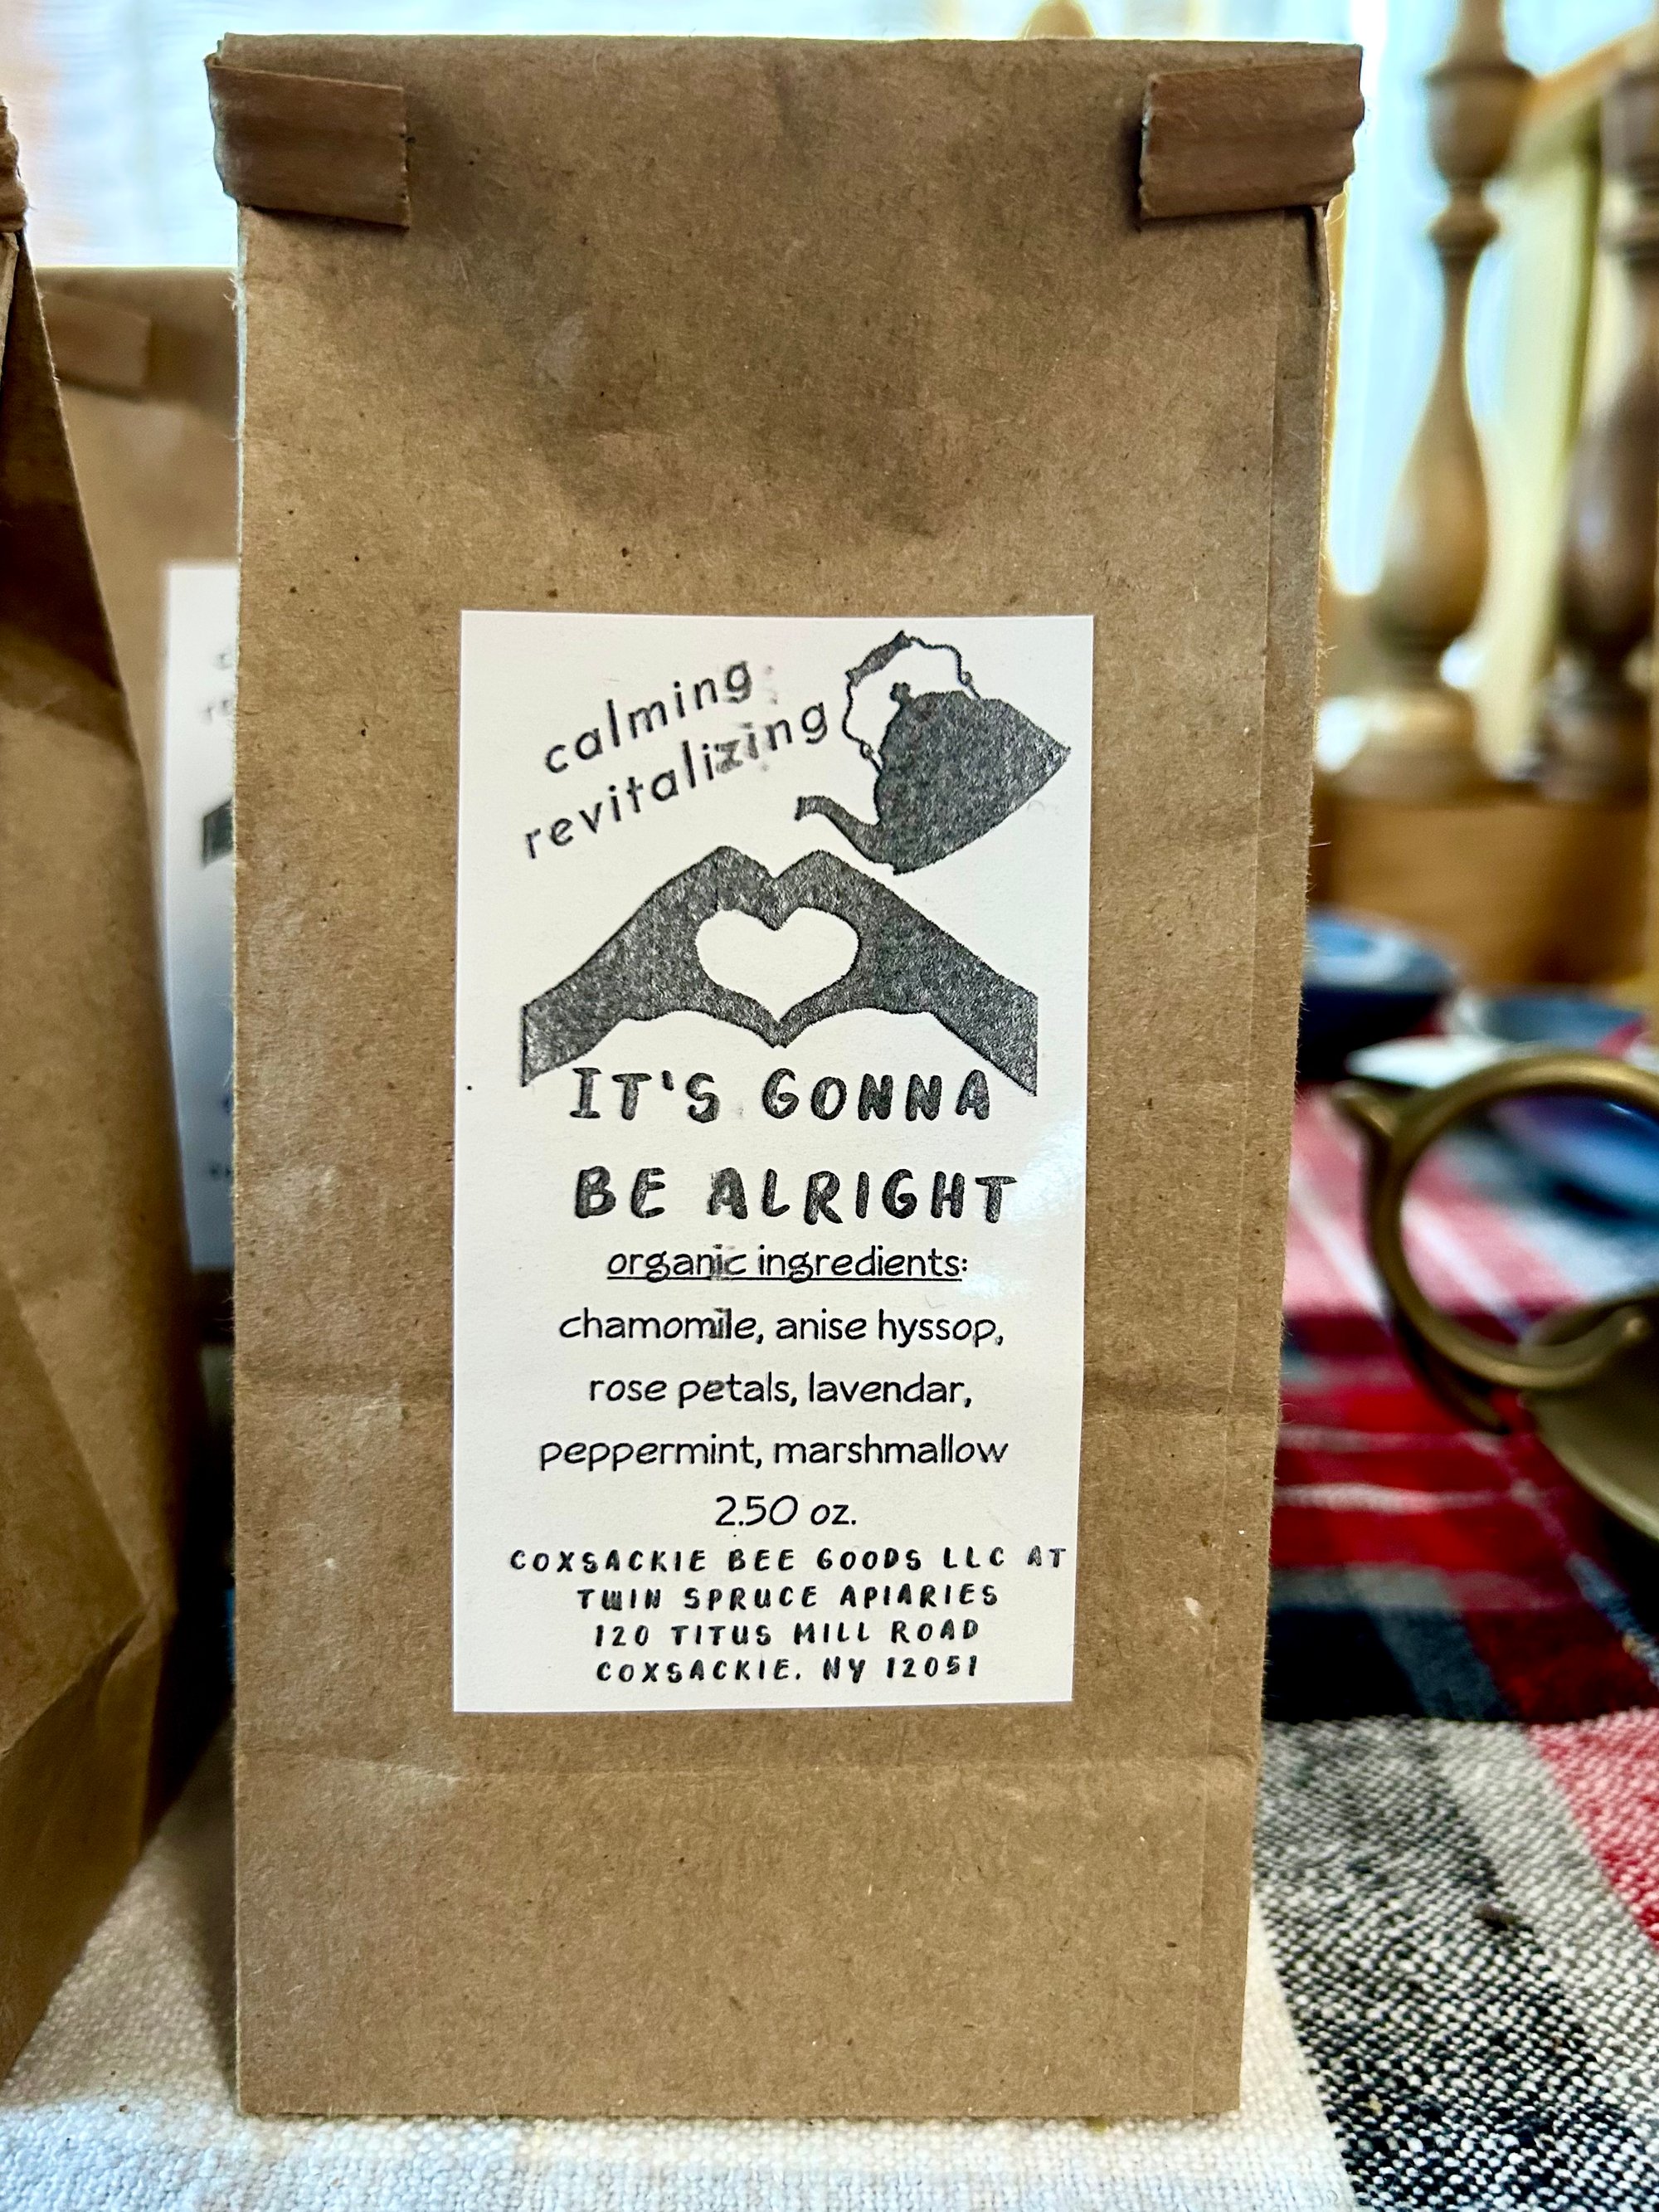 calming
revitalizing
IT'S GONNA
BE ALRIGHT
organic ingredients:
chamomile, anise hyssop,
rose petals, lavendar,
peppermint, marshmallow
2.50 oz.
COXSACKIE BEE GOODS LLC AT
TWIN SPRUCE APIARIES
120 TITUS MILL ROAD
COXSACKIE, NY 12051